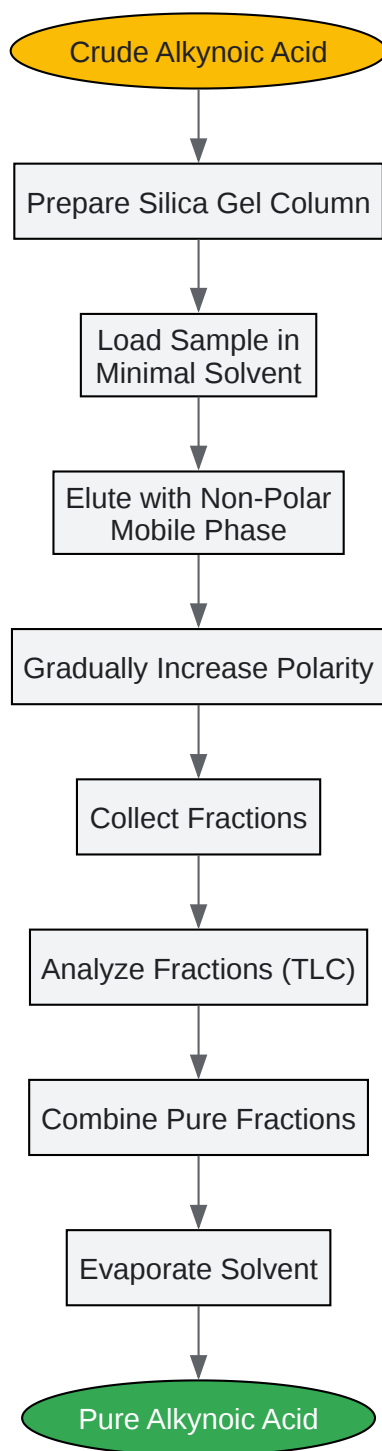 Crude Alkynoic Acid
Prepare Silica Gel Column
Load Sample in
Minimal Solvent
Elute with Non-Polar
Mobile Phase
Gradually Increase Polarity
Collect Fractions
Analyze Fractions (TLC)
Combine Pure Fractions
Evaporate Solvent
Pure Alkynoic Acid